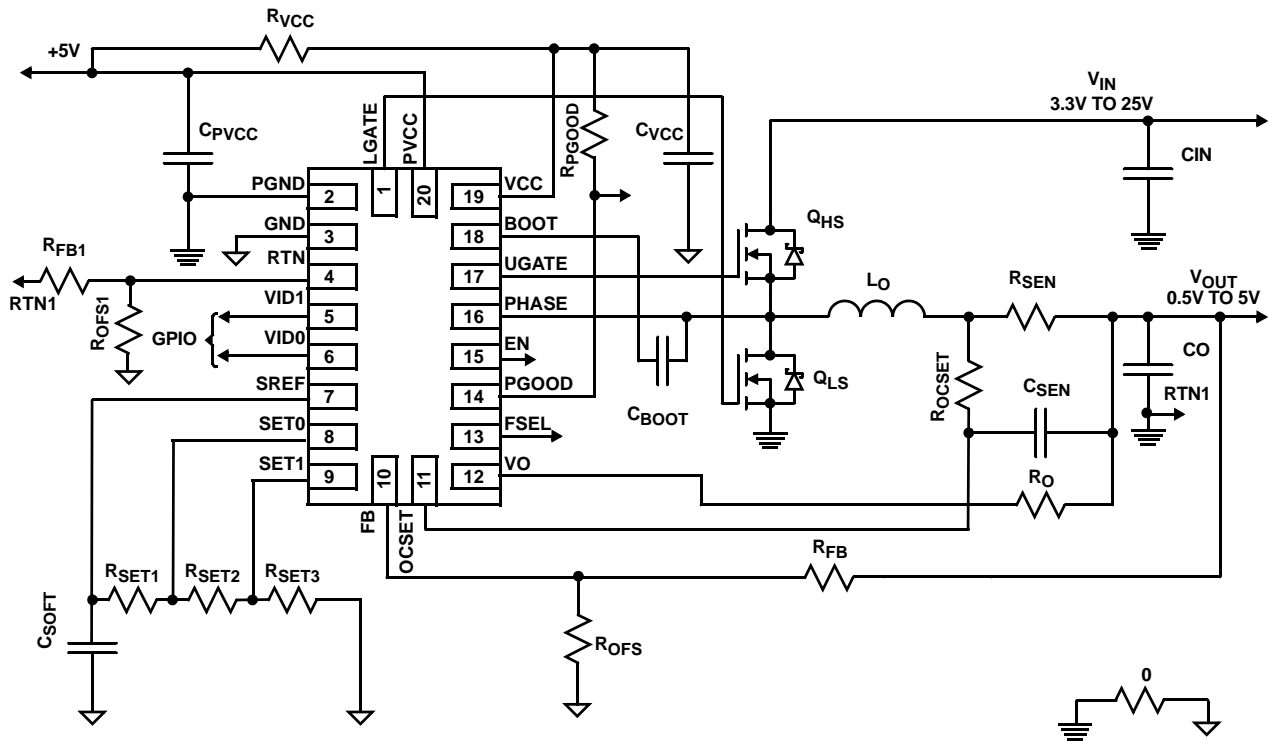 RVCC
+5V
VIN
3.3V TO 25V
CPVCC
LGATE
PVCC
RPGOOD
CVCC
CIN
PGND
2
1
20
19
VCC
GND
3
18
BOOT
QHS
RFB1
RTN
4
17
UGATE
RTN1
ROFS1
VID1
5
16
PHASE
LO
RSEN
VOUT
0.5V TO 5V
GPIO
VID0
6
15
EN
QLS
CO
SREF
7
14
PGOOD
CBOOT
ROCSET
CSEN
RTN1
SET0
8
13
FSEL
SET1
9
10
11
12
VO
RO
FB
OCSET
RFB
RSET1
RSET2
RSET3
CSOFT
ROFS
0